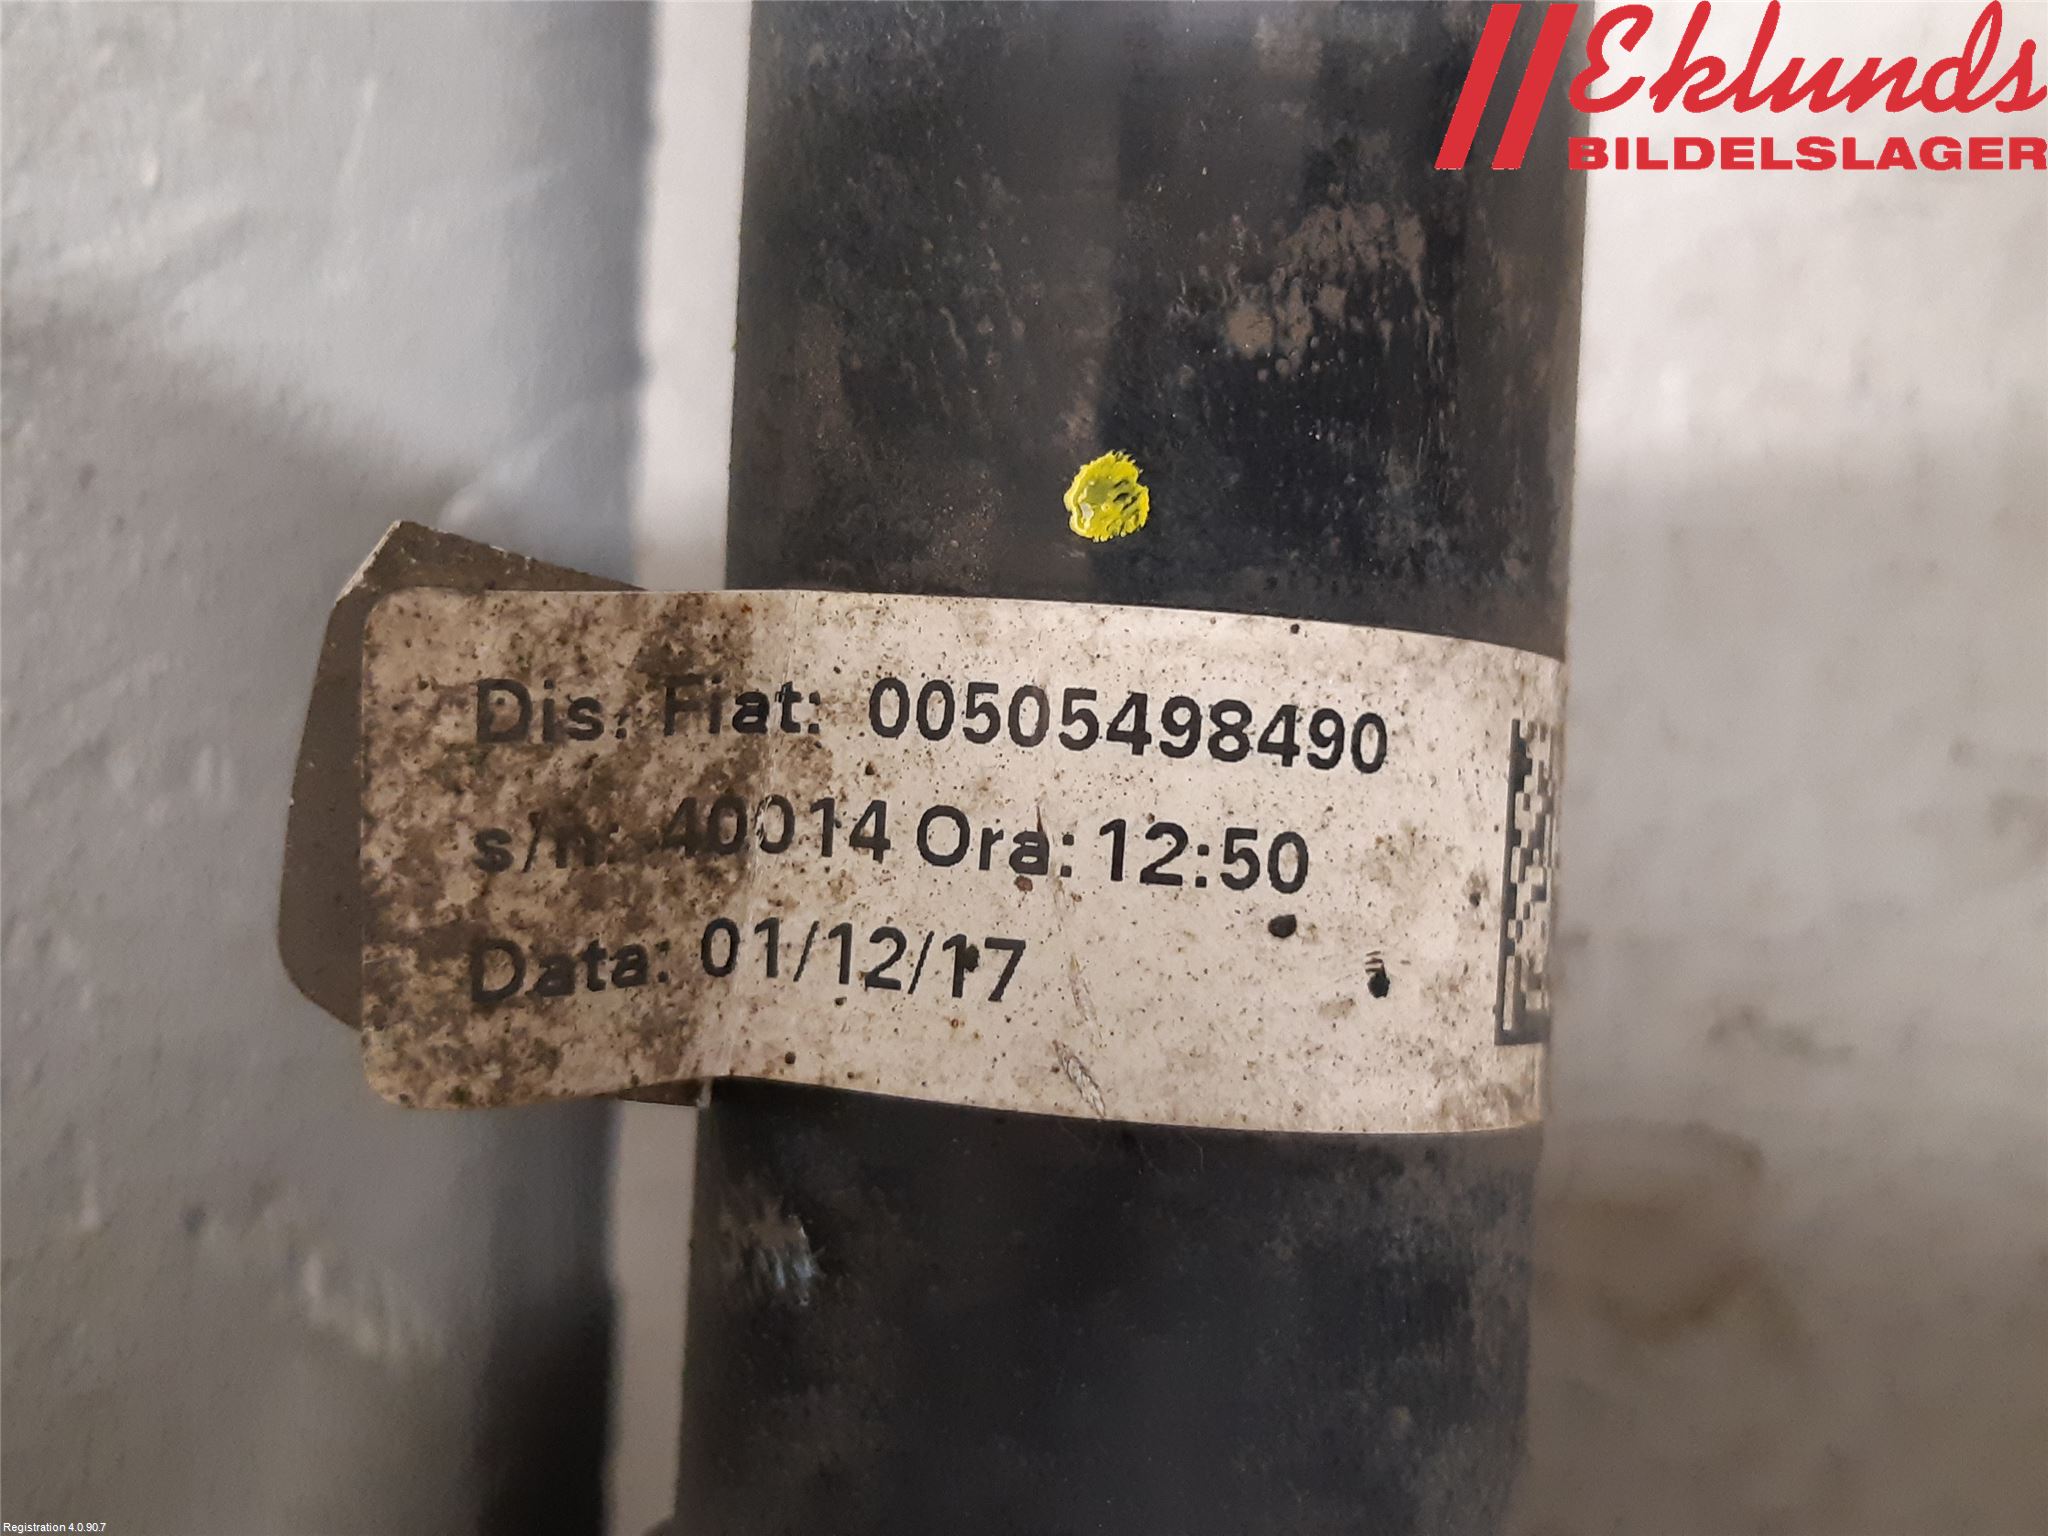 Eklunds
BILDELSLAGER
Dis. Fiat: 00505498490
s/n: 40014 Ora: 12:50
Data: 01/12/17
Registration 4.0.90.7